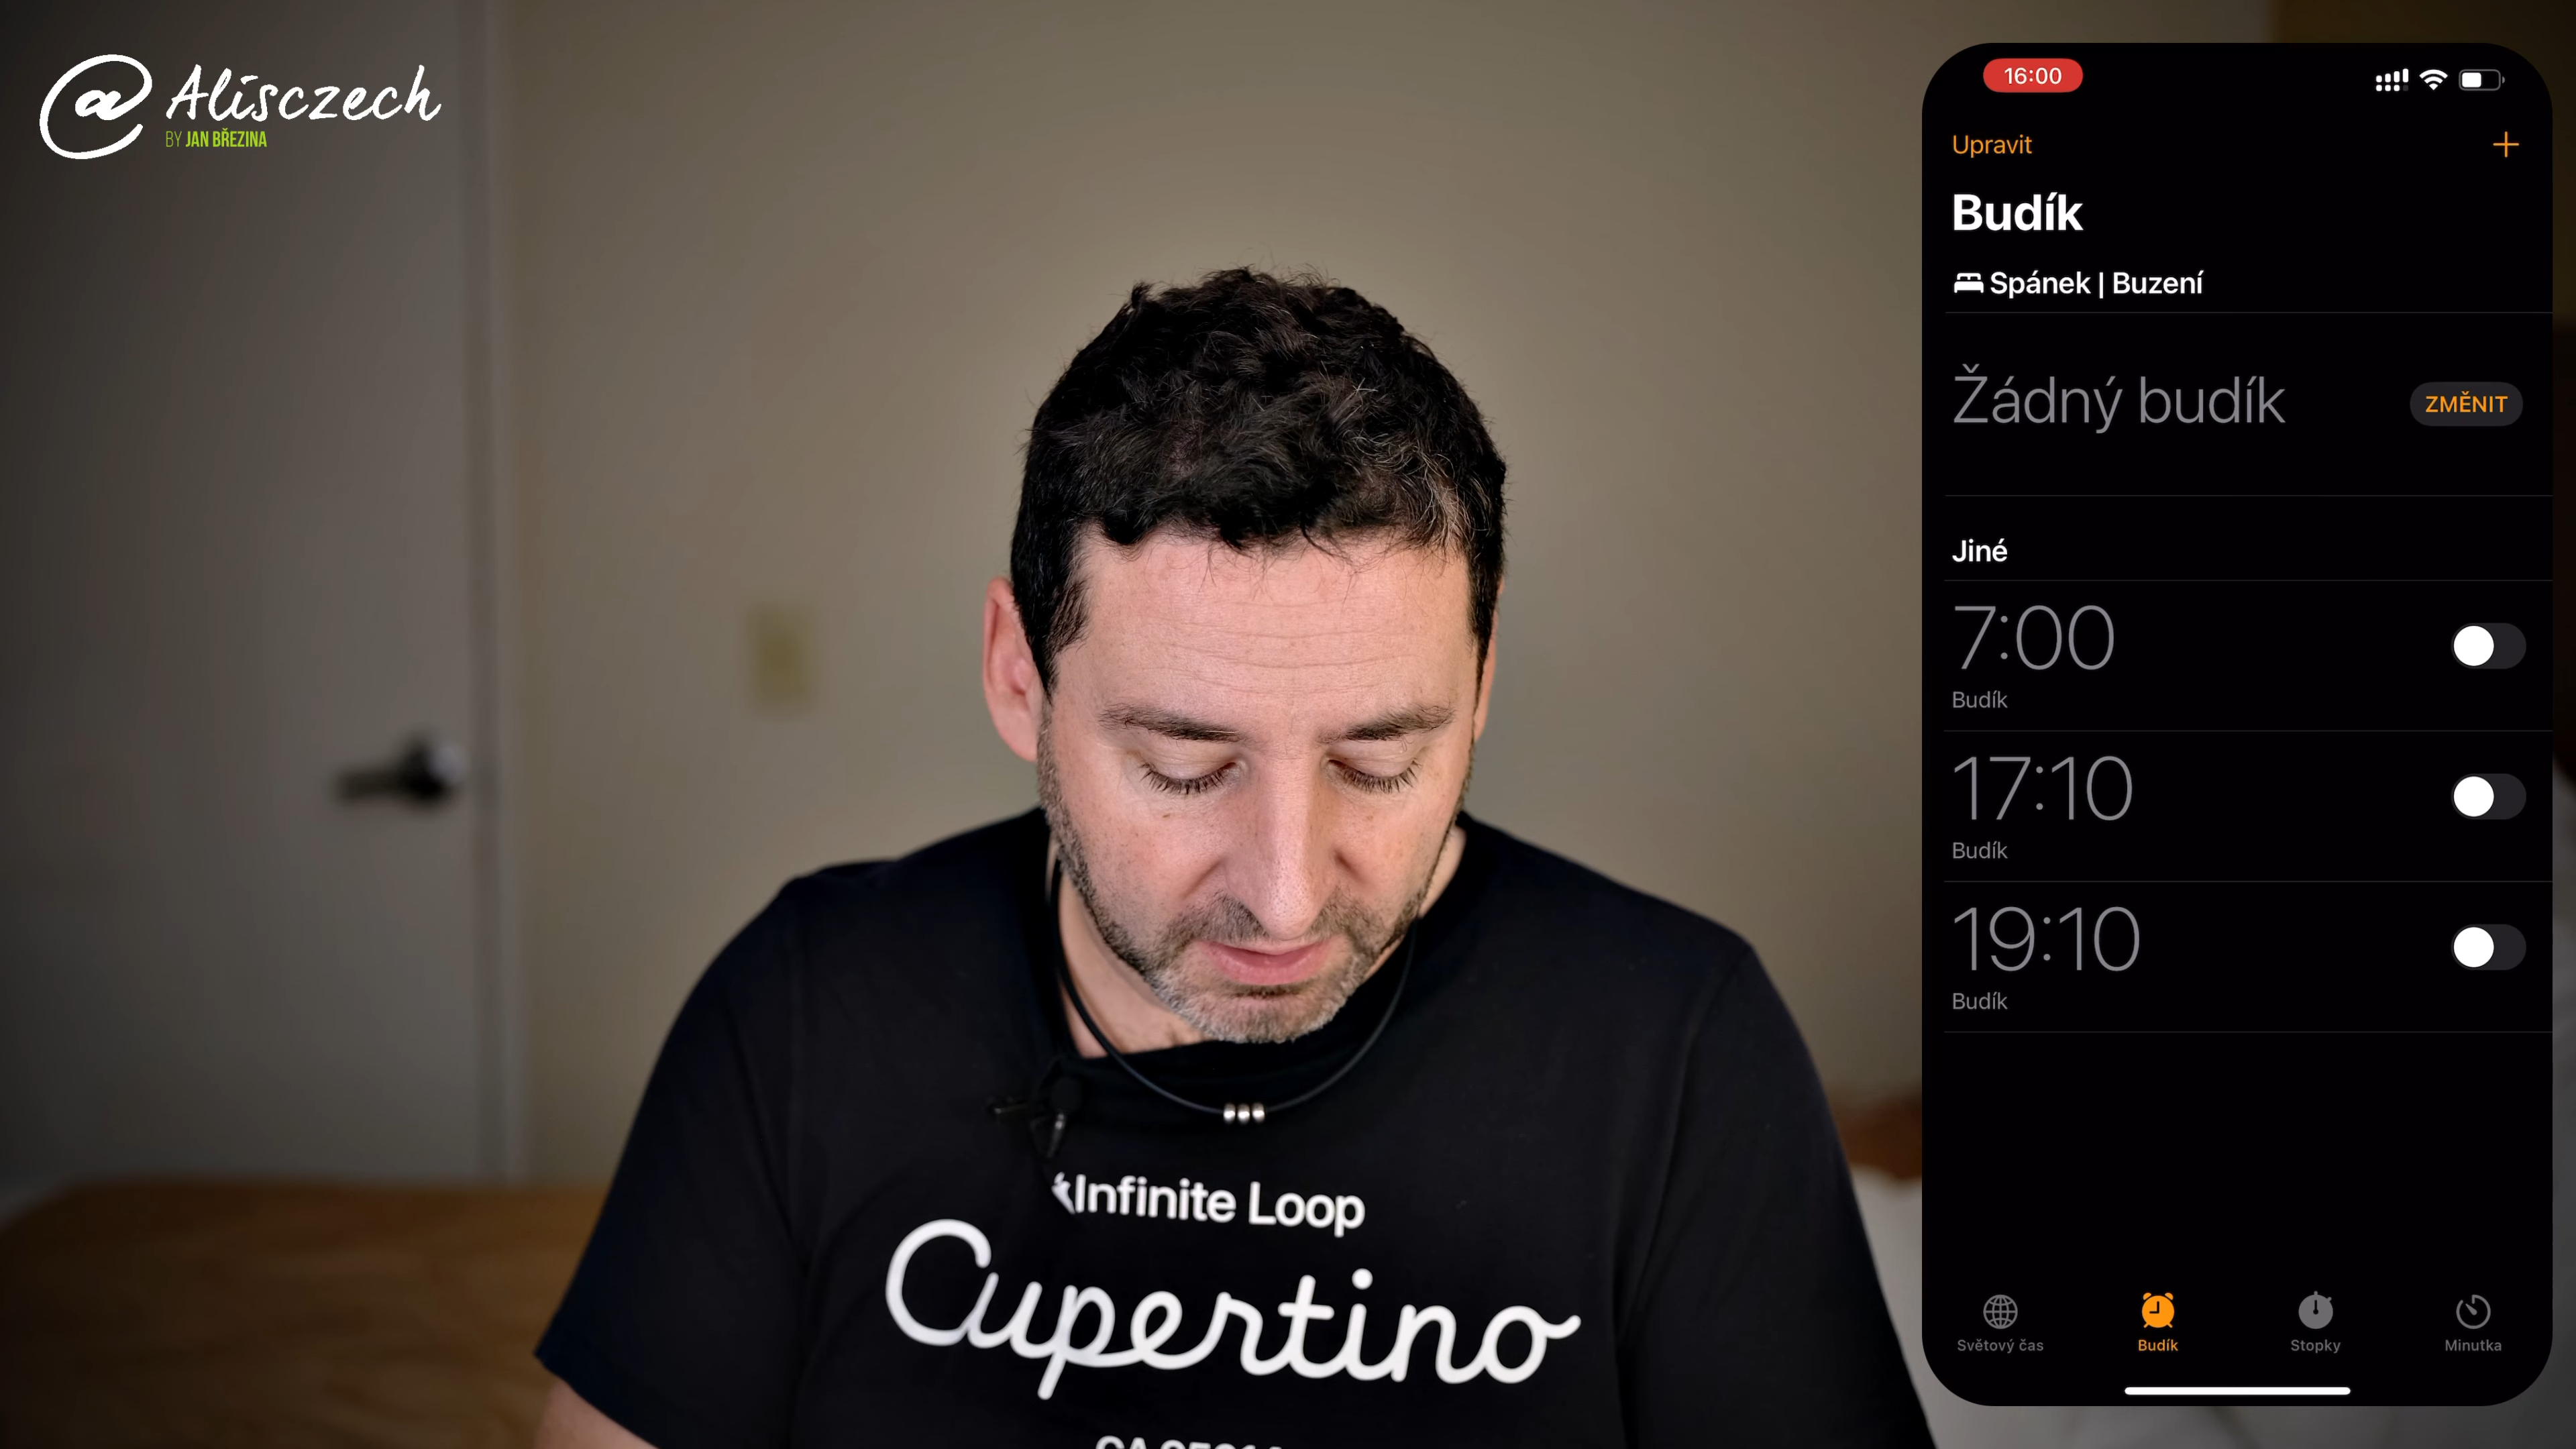 @Alisczech
BY JAN BŘEZINA
16:00
Upravit
+
Budík
Spánek | Buzení
Žádný budík
ZMĚNIT
Jiné
7:00
Budík
17:10
Budík
19:10
Budík
Světový čas
Budík
Stopky
Minutka
Infinite Loop
Cupertino